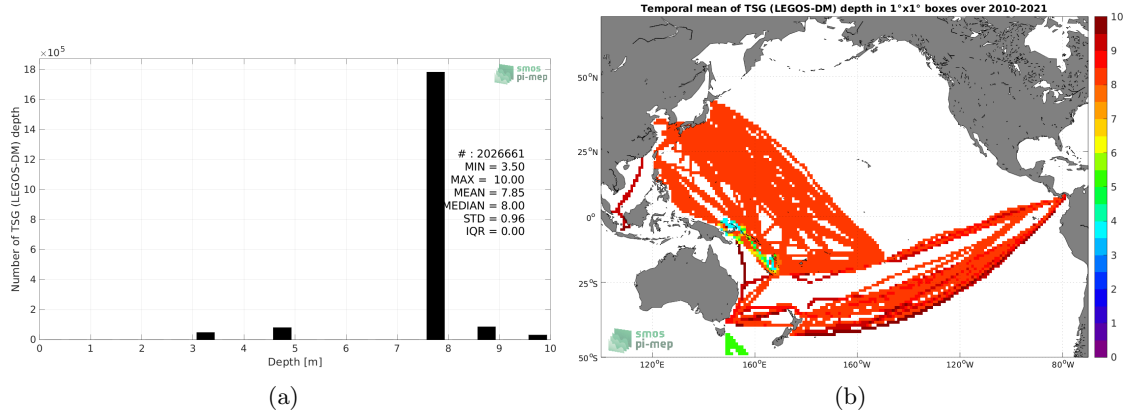 Temporal mean of TSG (LEGOS-DM) depth in 1°x1° boxes over 2010-2021
×10⁵
18
16
14
12
10
8
6
4
2
0
Number of TSG (LEGOS-DM) depth
smos
pi-mep
# : 2026661
MIN = 3.50
MAX = 10.00
MEAN = 7.85
MEDIAN = 8.00
STD = 0.96
IQR = 0.00
0 1 2 3 4 5 6 7 8 9 10
Depth [m]
(a)
50°N
25°N
0°
25°S
50°S
120°E 160°E 160°W 120°W 80°W
smos
pi-mep
10
9
8
7
6
5
4
3
2
1
0
(b)